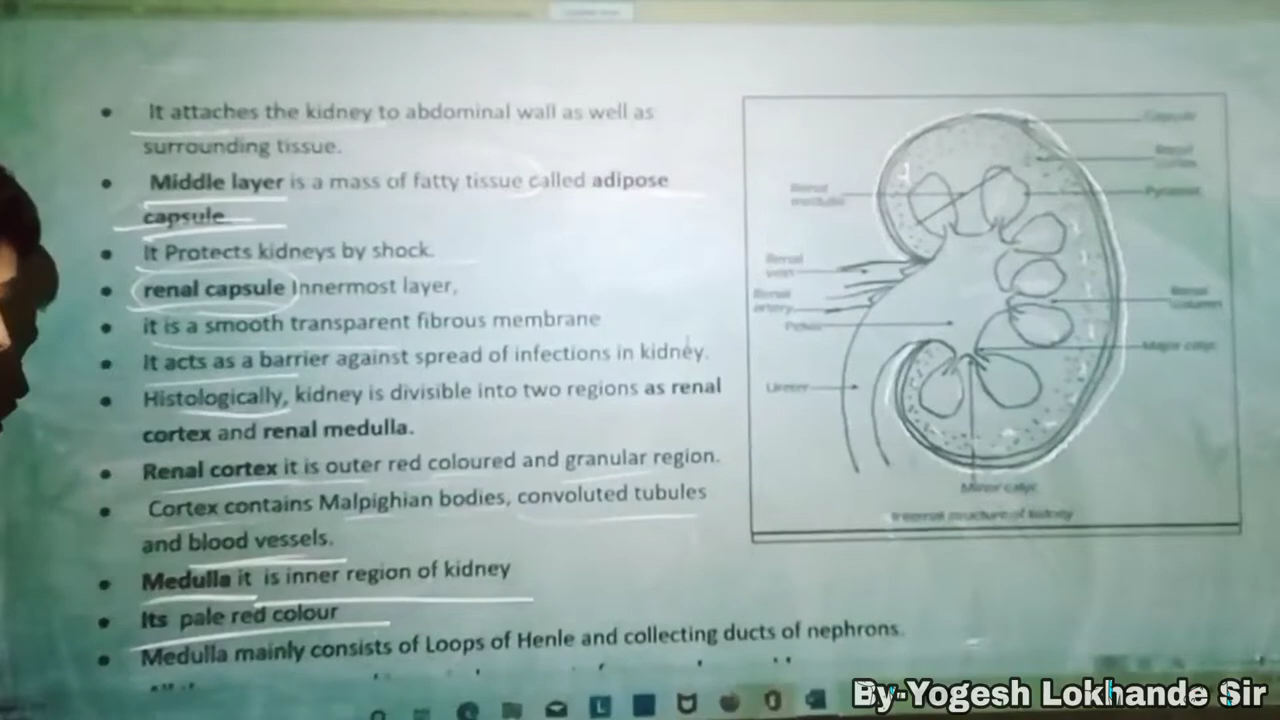 It attaches the kidney to abdominal wall as well as
surrounding tissue.
Middle layer is a mass of fatty tissue called adipose
capsule
It Protects kidneys by shock.
renal capsule Innermost layer,
it is a smooth transparent fibrous membrane
It acts as a barrier against spread of infections in kidney.
Histologically, kidney is divisible into two regions as renal
cortex and renal medulla.
Renal cortex it is outer red coloured and granular region.
Cortex contains Malpighian bodies, convoluted tubules
and blood vessels.
Medulla it is inner region of kidney
Its pale red colour
Medulla mainly consists of Loops of Henle and collecting ducts of nephrons.
Capsule
Renal
cortex
Renal
Pyramid
Renal
vein
Renal
artery
Renal
column
Pelvis
Major calyx
Ureter
Minor calyx
Internal structure of kidney
By-Yogesh Lokhande Sir